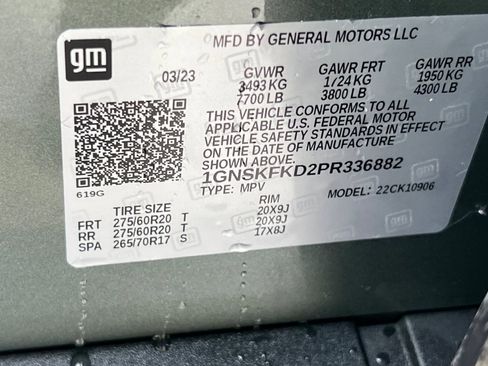 gm
MFD BY GENERAL MOTORS LLC
03/23 GVWR GAWR FRT GAWR RR
3493 KG 1724 KG 1950 KG
7700 LB 3800 LB 4300 LB
THIS VEHICLE CONFORMS TO ALL
APPLICABLE U.S. FEDERAL MOTOR
VEHICLE SAFETY STANDARDS IN EFFECT
ON THE DATE OF MANUFACTURE
SHOWN ABOVE.
1GNSKFKD2PR336882
TYPE: MPV MODEL: 22CK10906
619G
TIRE SIZE RIM
FRT 275/60R20 T 20X9J
RR 275/60R20 T 20X9J
SPA 265/70R17 S 17X8J